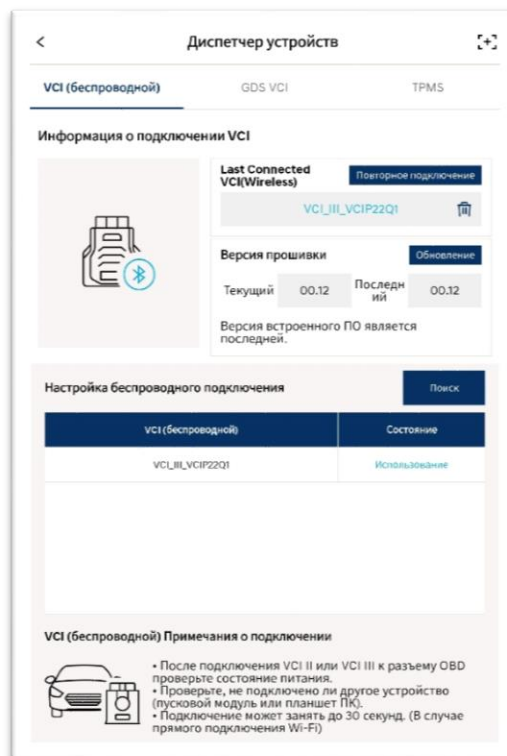 <
Диспетчер устройств
[+]
VCI (беспроводной)
GDS VCI
TPMS
Информация о подключении VCI
Last Connected
VCI(Wireless)
Повторное подключение
VCI_III_VCIP22Q1
Версия прошивки
Обновление
Текущий
00.12
Последн
ий
00.12
Версия встроенного ПО является
последней.
Настройка беспроводного подключения
Поиск
VCI (беспроводной)
Состояние
VCI_III_VCIP22Q1
Использование
VCI (беспроводной) Примечания о подключении
• После подключения VCI II или VCI III к разъему OBD
проверьте состояние питания.
• Проверьте, не подключено ли другое устройство
(пусковой модуль или планшет ПК).
• Подключение может занять до 30 секунд. (В случае
прямого подключения Wi-Fi)